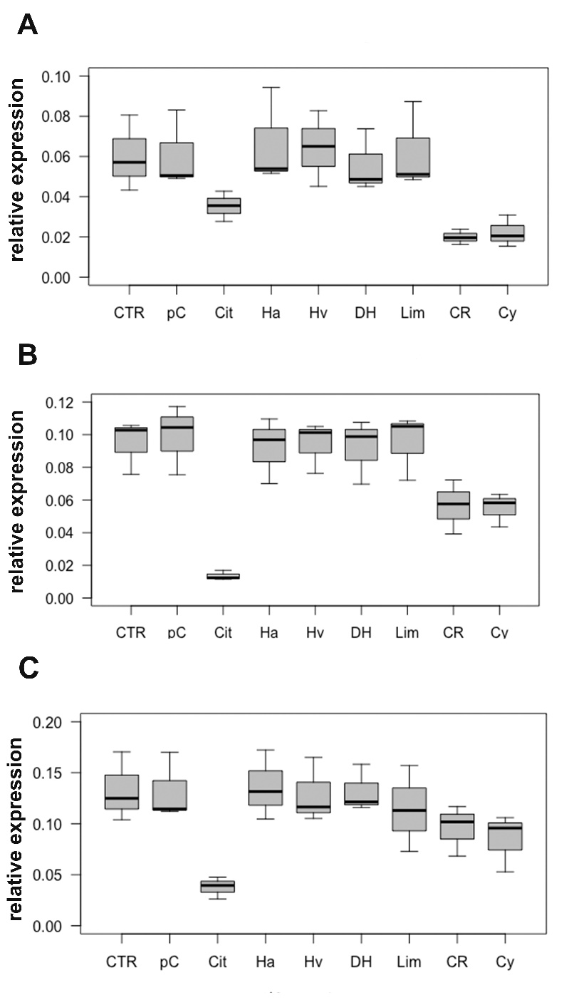 A
relative expression
0.10
0.08
0.06
0.04
0.02
0.00
CTR pC Cit Ha Hv DH Lim CR Cy
B
relative expression
0.12
0.10
0.08
0.06
0.04
0.02
0.00
CTR pC Cit Ha Hv DH Lim CR Cy
C
relative expression
0.20
0.15
0.10
0.05
0.00
CTR pC Cit Ha Hv DH Lim CR Cy